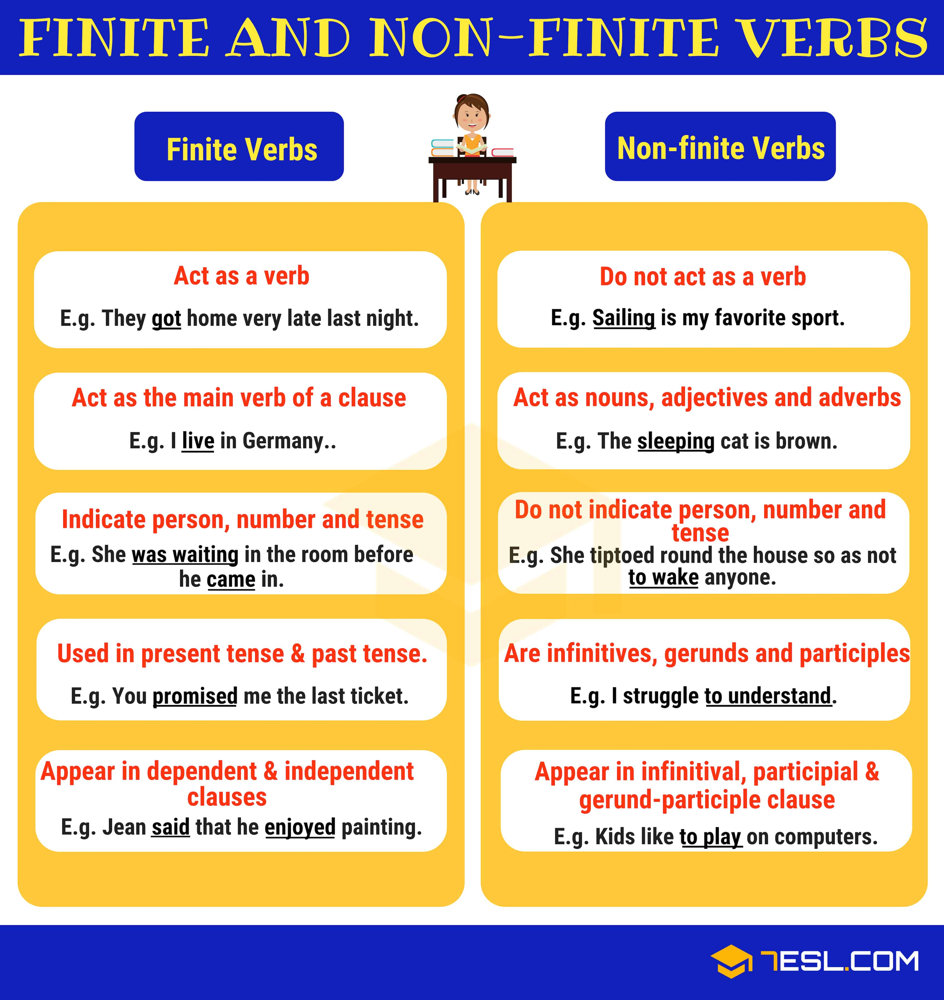 FINITE AND NON-FINITE VERBS
Finite Verbs
Act as a verb
E.g. They got home very late last night.
Act as the main verb of a clause
E.g. I live in Germany..
Indicate person, number and tense
E.g. She was waiting in the room before
he came in.
Used in present tense & past tense.
E.g. You promised me the last ticket.
Appear in dependent & independent
clauses
E.g. Jean said that he enjoyed painting.
Non-finite Verbs
Do not act as a verb
E.g. Sailing is my favorite sport.
Act as nouns, adjectives and adverbs
E.g. The sleeping cat is brown.
Do not indicate person, number and
tense
E.g. She tiptoed round the house so as not
to wake anyone.
Are infinitives, gerunds and participles
E.g. I struggle to understand.
Appear in infinitival, participial &
gerund-participle clause
E.g. Kids like to play on computers.
7ESL.COM